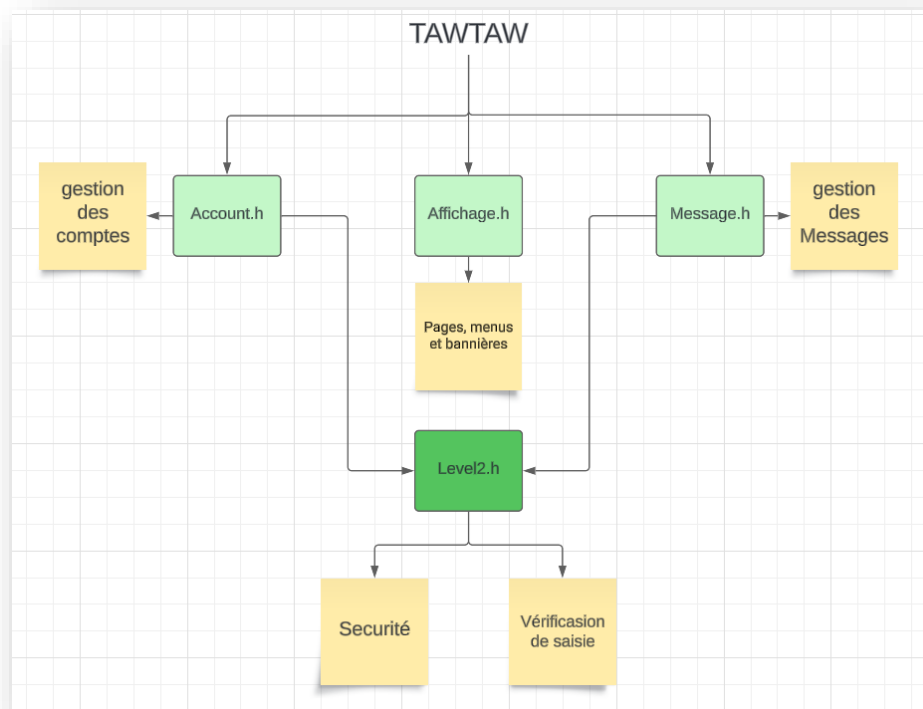 TAWTAW
gestion
des
comptes
Account.h
Affichage.h
Message.h
gestion
des
Messages
Pages, menus
et bannières
Level2.h
Securité
Vérificasion
de saisie